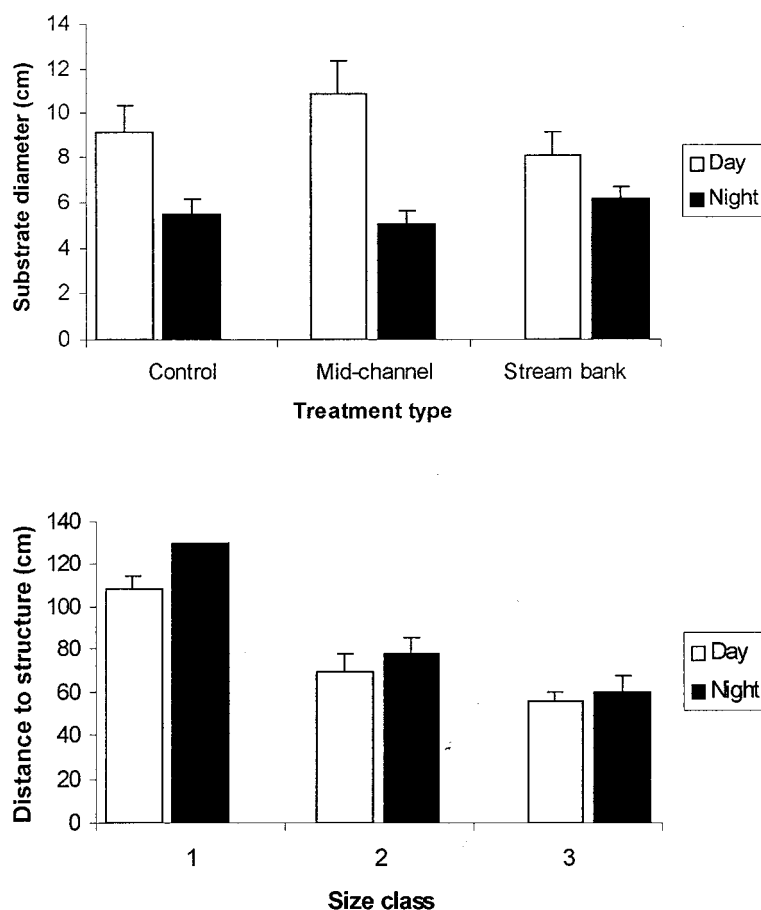 14
12
10
8
6
4
2
0
Substrate diameter (cm)
Control Mid-channel Stream bank
Treatment type
Day
Night
140
120
100
80
60
40
20
0
Distance to structure (cm)
1 2 3
Size class
Day
Night